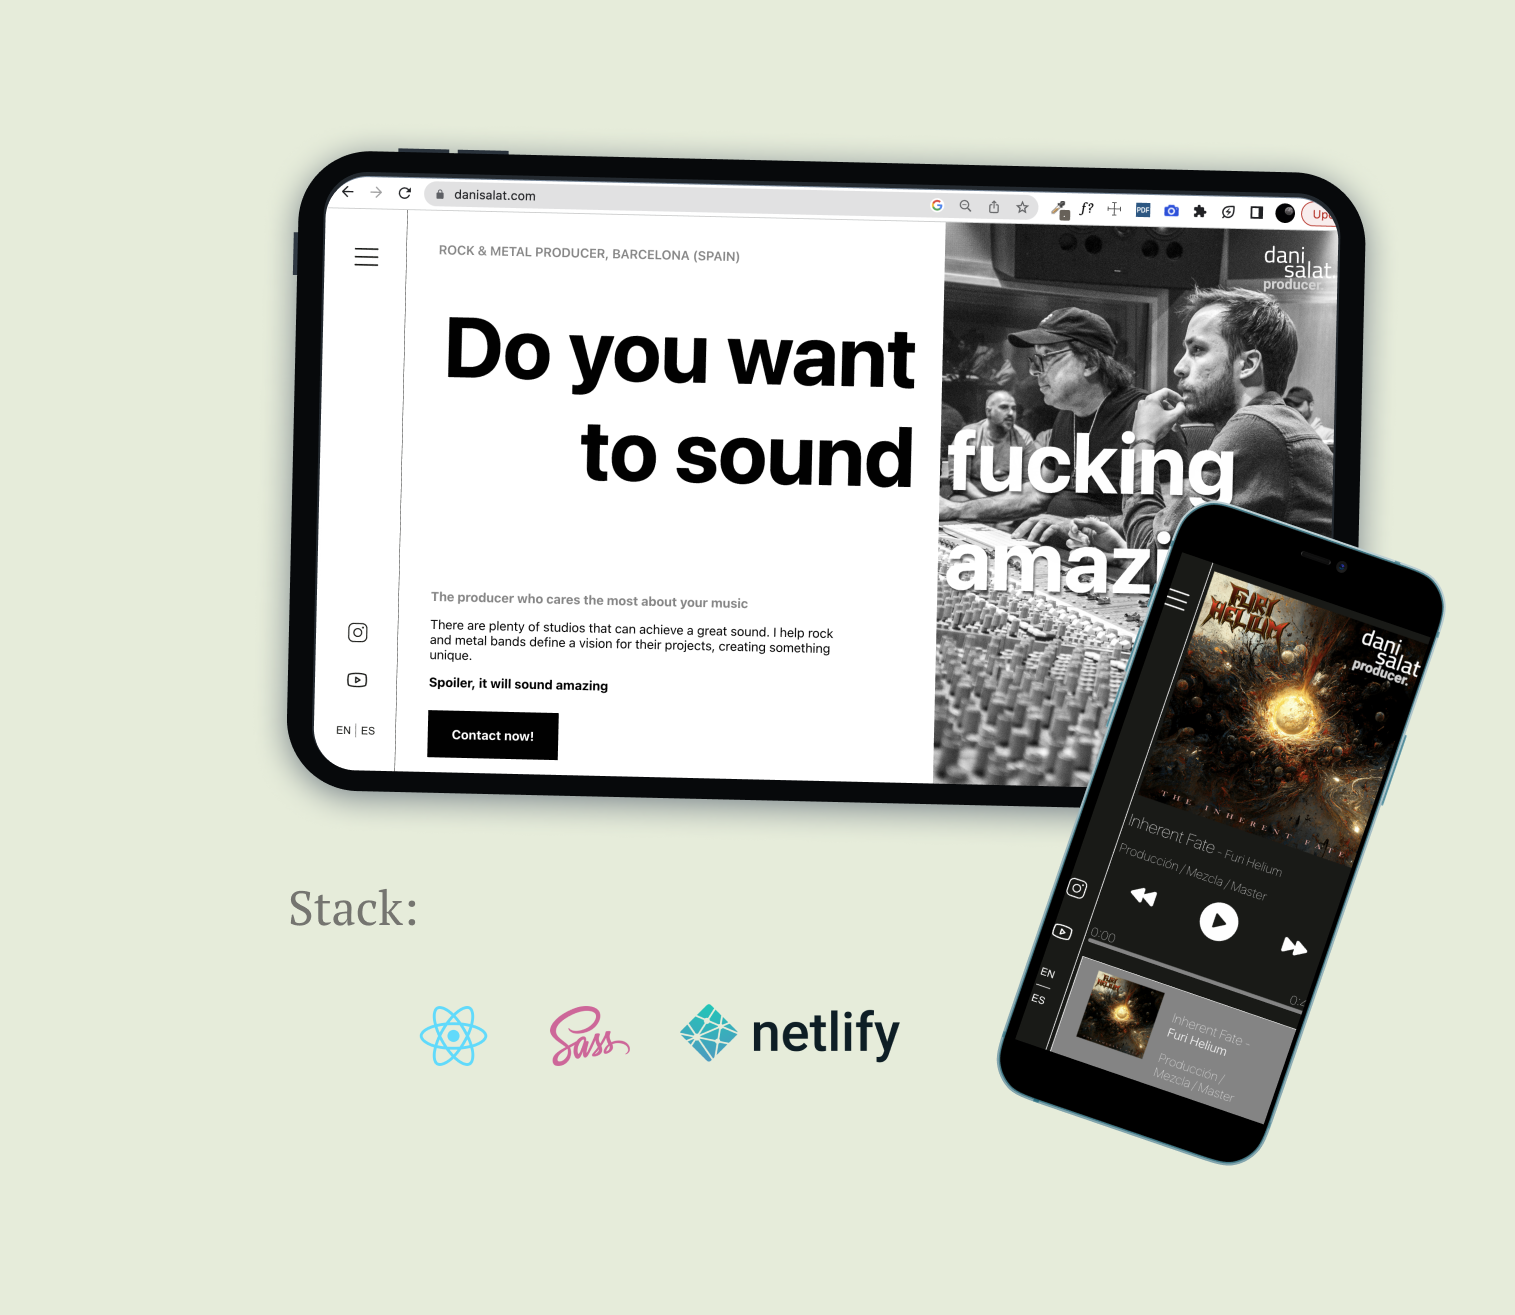 danisalat.com
f?
PDF
ROCK & METAL PRODUCER, BARCELONA (SPAIN)
dani
salat.
producer.
Do you want
to sound fucking
amazi
The producer who cares the most about your music
There are plenty of studios that can achieve a great sound. I help rock
and metal bands define a vision for their projects, creating something
unique.
Spoiler, it will sound amazing
Contact now!
EN | ES
FURY
HELIUM
dani
salat
producer.
THE INHERENT FATE.
Inherent Fate - Furi Helium
Producción / Mezcla / Master
0:00
EN
ES
Inherent Fate -
Furi Helium
Producción /
Mezcla / Master
Stack:
Sass
netlify